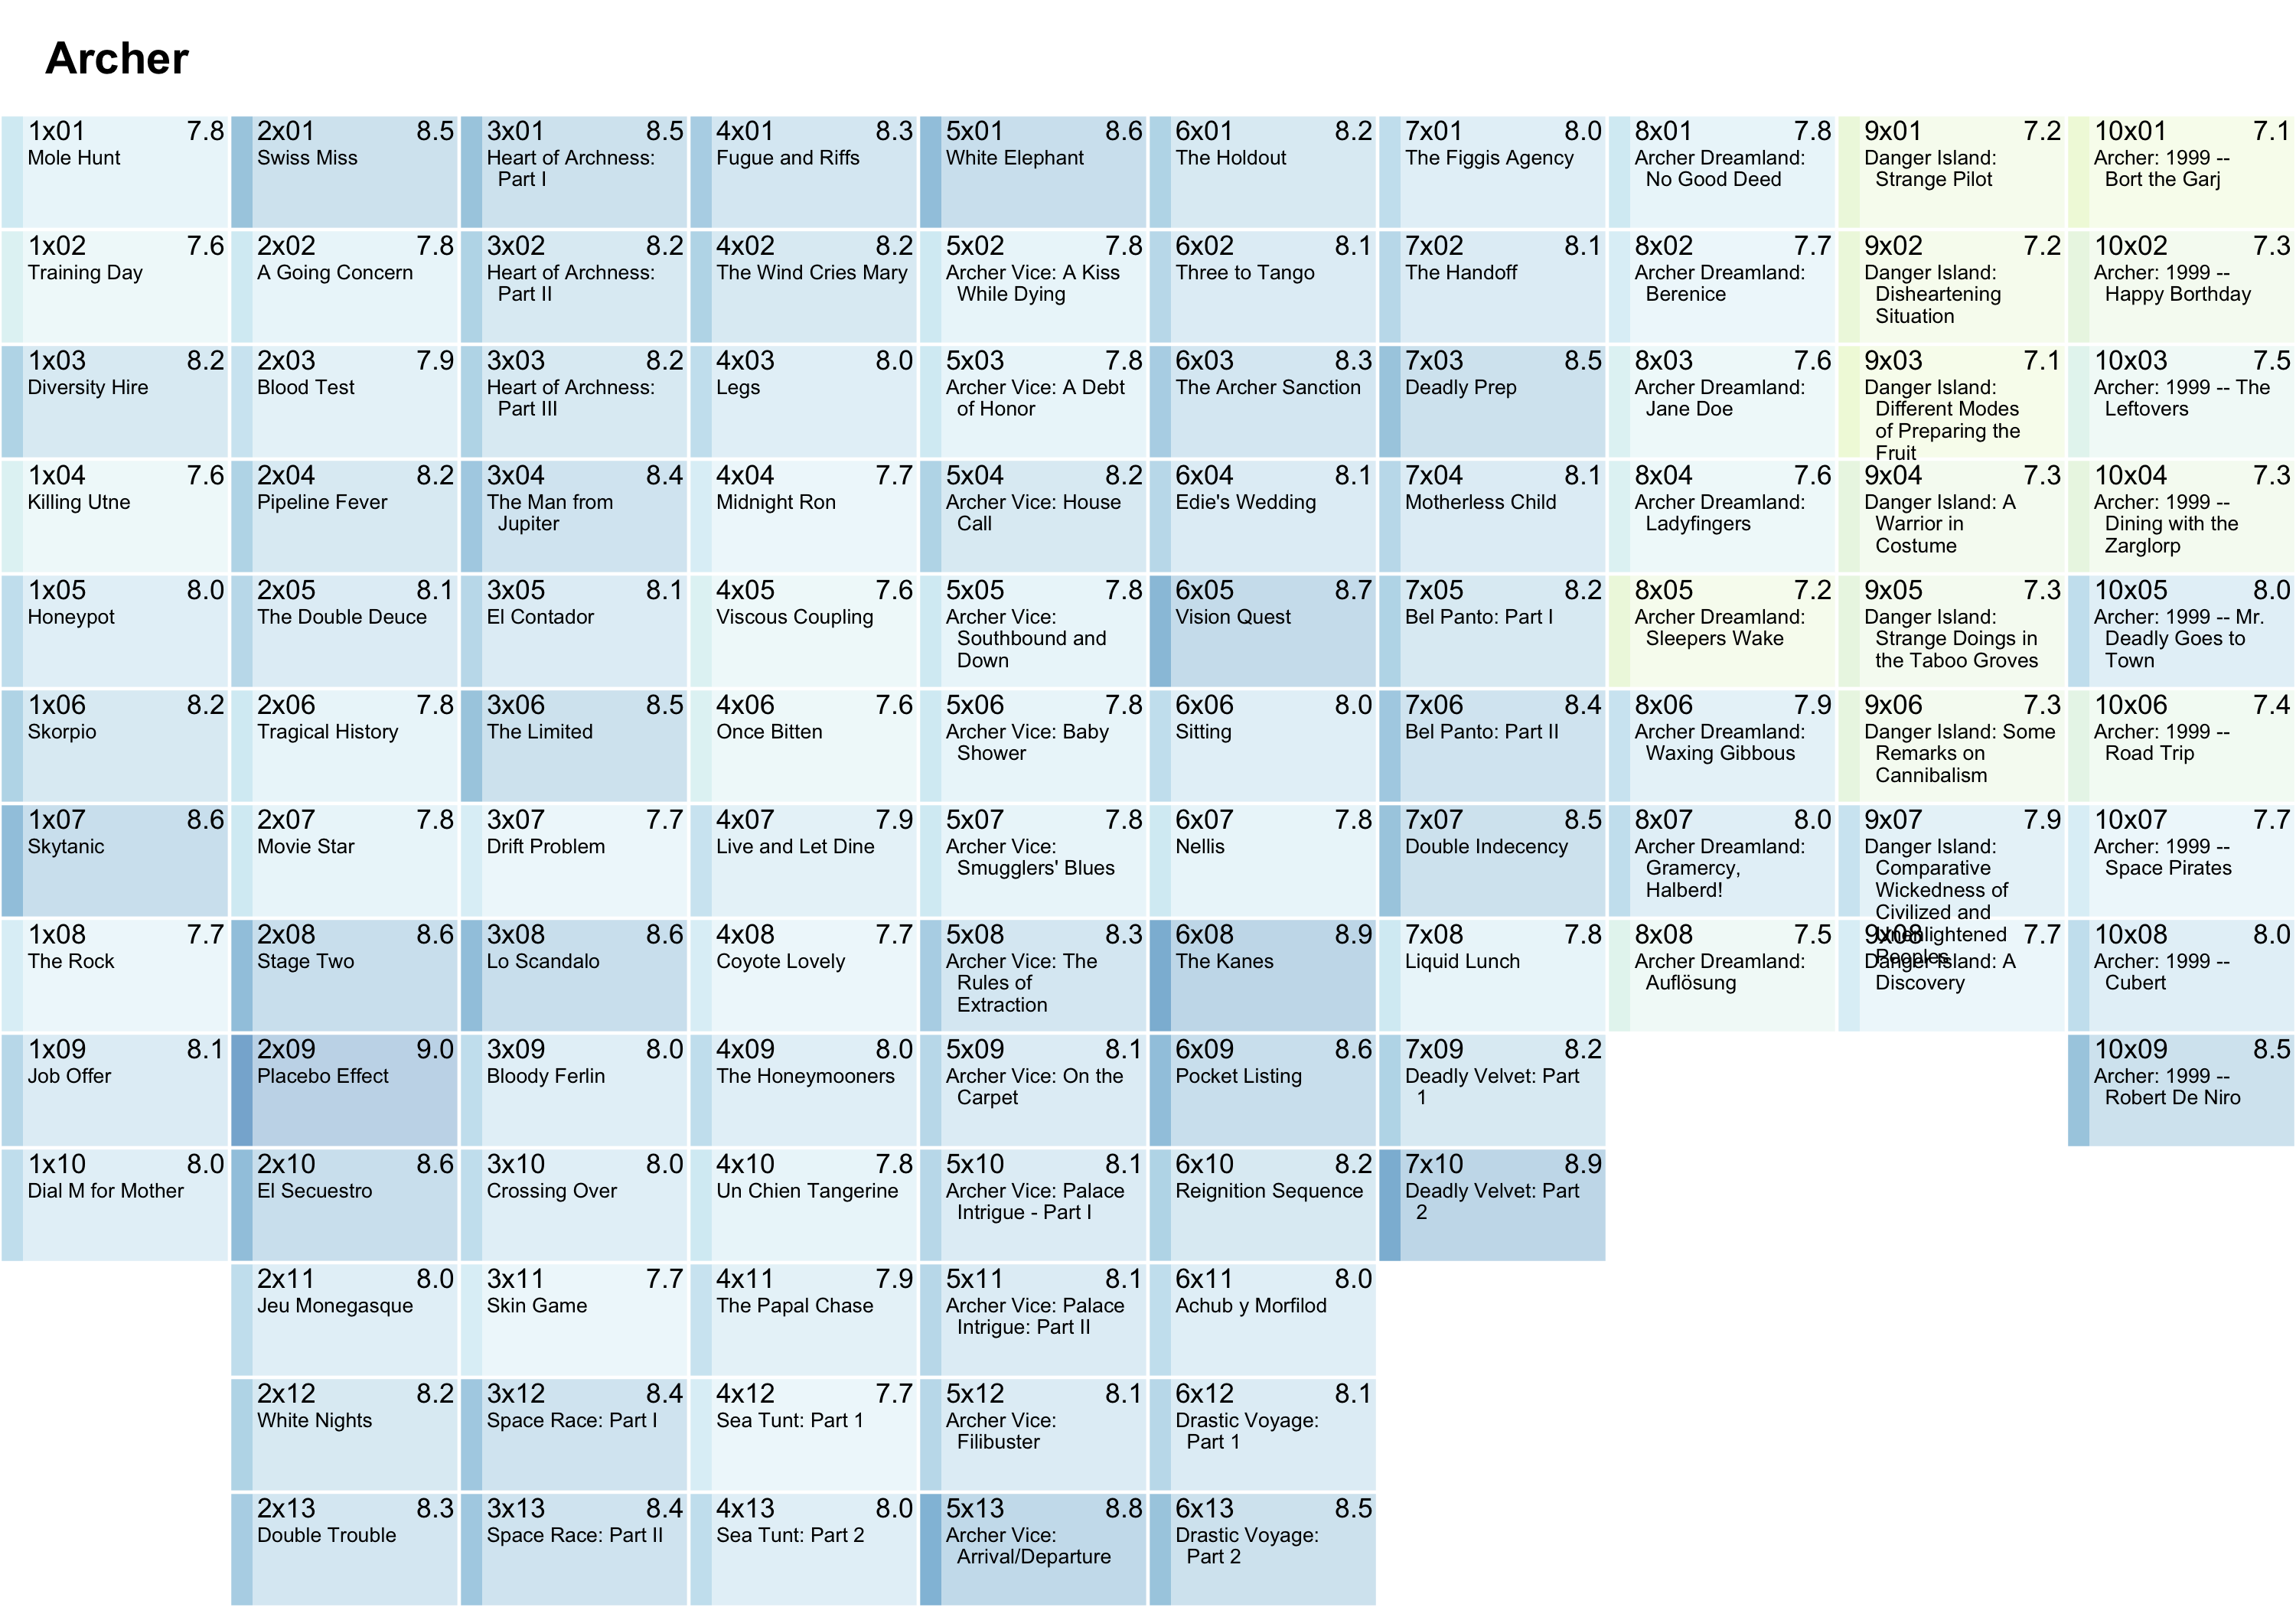 Archer
1x01 7.8
Mole Hunt
1x02 7.6
Training Day
1x03 8.2
Diversity Hire
1x04 7.6
Killing Utne
1x05 8.0
Honeypot
1x06 8.2
Skorpio
1x07 8.6
Skytanic
1x08 7.7
The Rock
1x09 8.1
Job Offer
1x10 8.0
Dial M for Mother
2x01 8.5
Swiss Miss
2x02 7.8
A Going Concern
2x03 7.9
Blood Test
2x04 8.2
Pipeline Fever
2x05 8.1
The Double Deuce
2x06 7.8
Tragical History
2x07 7.8
Movie Star
2x08 8.6
Stage Two
2x09 9.0
Placebo Effect
2x10 8.6
El Secuestro
2x11 8.0
Jeu Monegasque
2x12 8.2
White Nights
2x13 8.3
Double Trouble
3x01 8.5
Heart of Archness:
Part I
3x02 8.2
Heart of Archness:
Part II
3x03 8.2
Heart of Archness:
Part III
3x04 8.4
The Man from
Jupiter
3x05 8.1
El Contador
3x06 8.5
The Limited
3x07 7.7
Drift Problem
3x08 8.6
Lo Scandalo
3x09 8.0
Bloody Ferlin
3x10 8.0
Crossing Over
3x11 7.7
Skin Game
3x12 8.4
Space Race: Part I
3x13 8.4
Space Race: Part II
4x01 8.3
Fugue and Riffs
4x02 8.2
The Wind Cries Mary
4x03 8.0
Legs
4x04 7.7
Midnight Ron
4x05 7.6
Viscous Coupling
4x06 7.6
Once Bitten
4x07 7.9
Live and Let Dine
4x08 7.7
Coyote Lovely
4x09 8.0
The Honeymooners
4x10 7.8
Un Chien Tangerine
4x11 7.9
The Papal Chase
4x12 7.7
Sea Tunt: Part 1
4x13 8.0
Sea Tunt: Part 2
5x01 8.6
White Elephant
5x02 7.8
Archer Vice: A Kiss
While Dying
5x03 7.8
Archer Vice: A Debt
of Honor
5x04 8.2
Archer Vice: House
Call
5x05 7.8
Archer Vice:
Southbound and
Down
5x06 7.8
Archer Vice: Baby
Shower
5x07 7.8
Archer Vice:
Smugglers' Blues
5x08 8.3
Archer Vice: The
Rules of
Extraction
5x09 8.1
Archer Vice: On the
Carpet
5x10 8.1
Archer Vice: Palace
Intrigue - Part I
5x11 8.1
Archer Vice: Palace
Intrigue: Part II
5x12 8.1
Archer Vice:
Filibuster
5x13 8.8
Archer Vice:
Arrival/Departure
6x01 8.2
The Holdout
6x02 8.1
Three to Tango
6x03 8.3
The Archer Sanction
6x04 8.1
Edie's Wedding
6x05 8.7
Vision Quest
6x06 8.0
Sitting
6x07 7.8
Nellis
6x08 8.9
The Kanes
6x09 8.6
Pocket Listing
6x10 8.2
Reignition Sequence
6x11 8.0
Achub y Morfilod
6x12 8.1
Drastic Voyage:
Part 1
6x13 8.5
Drastic Voyage:
Part 2
7x01 8.0
The Figgis Agency
7x02 8.1
The Handoff
7x03 8.5
Deadly Prep
7x04 8.1
Motherless Child
7x05 8.2
Bel Panto: Part I
7x06 8.4
Bel Panto: Part II
7x07 8.5
Double Indecency
7x08 7.8
Liquid Lunch
7x09 8.2
Deadly Velvet: Part
1
7x10 8.9
Deadly Velvet: Part
2
8x01 7.8
Archer Dreamland:
No Good Deed
8x02 7.7
Archer Dreamland:
Berenice
8x03 7.6
Archer Dreamland:
Jane Doe
8x04 7.6
Archer Dreamland:
Ladyfingers
8x05 7.2
Archer Dreamland:
Sleepers Wake
8x06 7.9
Archer Dreamland:
Waxing Gibbous
8x07 8.0
Archer Dreamland:
Gramercy,
Halberd!
8x08 7.5
Archer Dreamland:
Auflösung
9x01 7.2
Danger Island:
Strange Pilot
9x02 7.2
Danger Island:
Disheartening
Situation
9x03 7.1
Danger Island:
Different Modes
of Preparing the
Fruit
9x04 7.3
Danger Island: A
Warrior in
Costume
9x05 7.3
Danger Island:
Strange Doings in
the Taboo Groves
9x06 7.3
Danger Island: Some
Remarks on
Cannibalism
9x07 7.9
Danger Island:
Comparative
Wickedness of
Civilized and
Unenlightened
Peoples
9x08 7.7
Danger Island: A
Discovery
10x01 7.1
Archer: 1999 --
Bort the Garj
10x02 7.3
Archer: 1999 --
Happy Borthday
10x03 7.5
Archer: 1999 -- The
Leftovers
10x04 7.3
Archer: 1999 --
Dining with the
Zarglorp
10x05 8.0
Archer: 1999 -- Mr.
Deadly Goes to
Town
10x06 7.4
Archer: 1999 --
Road Trip
10x07 7.7
Archer: 1999 --
Space Pirates
10x08 8.0
Archer: 1999 --
Cubert
10x09 8.5
Archer: 1999 --
Robert De Niro